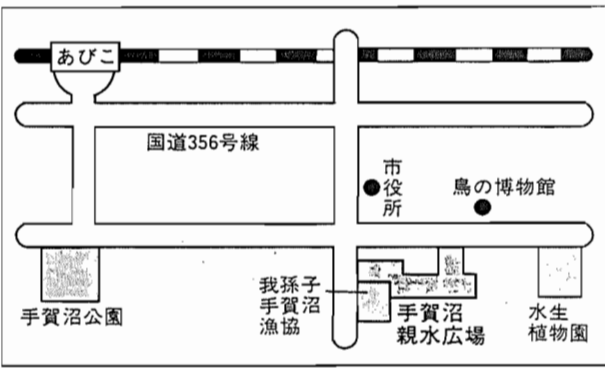 あびこ
国道356号線
市役所
鳥の博物館
我孫子
手賀沼
漁協
手賀沼公園
手賀沼
親水広場
水生
植物園